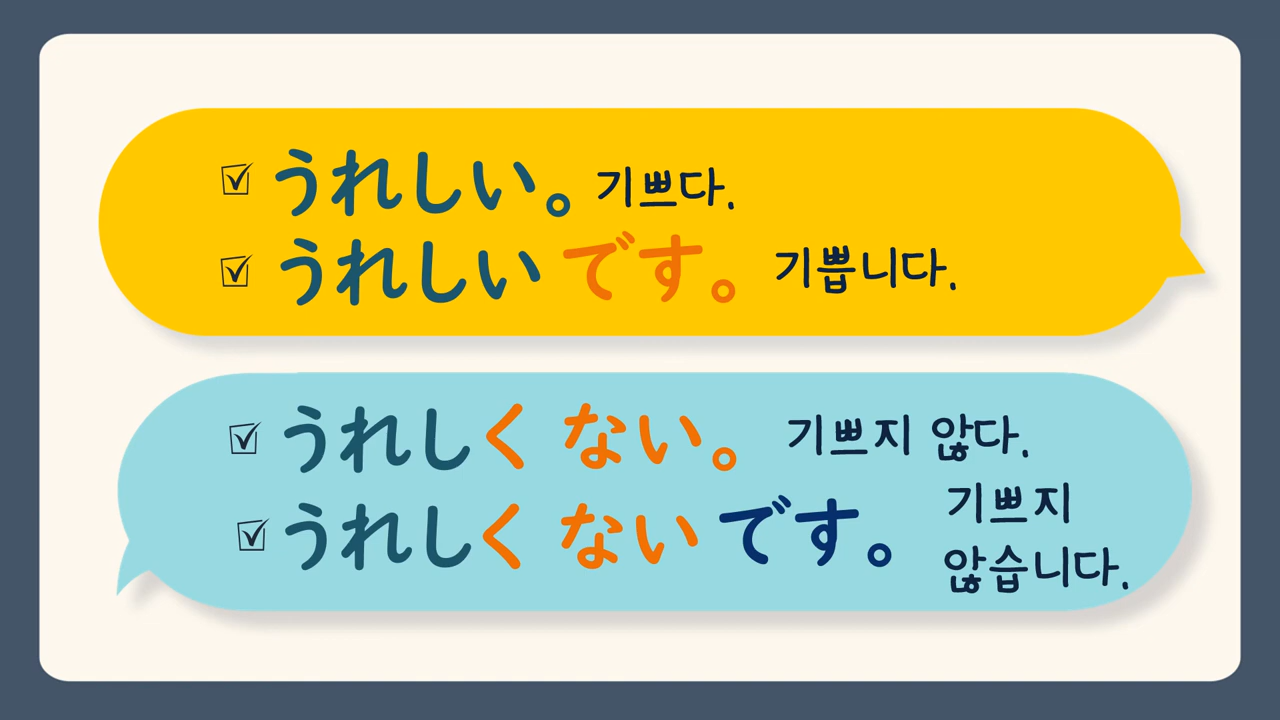 ☑ うれしい。 기쁘다.
☑ うれしい です。 기쁩니다.
☑ うれしく ない。 기쁘지 않다.
☑ うれしく ない です。 기쁘지
않습니다.